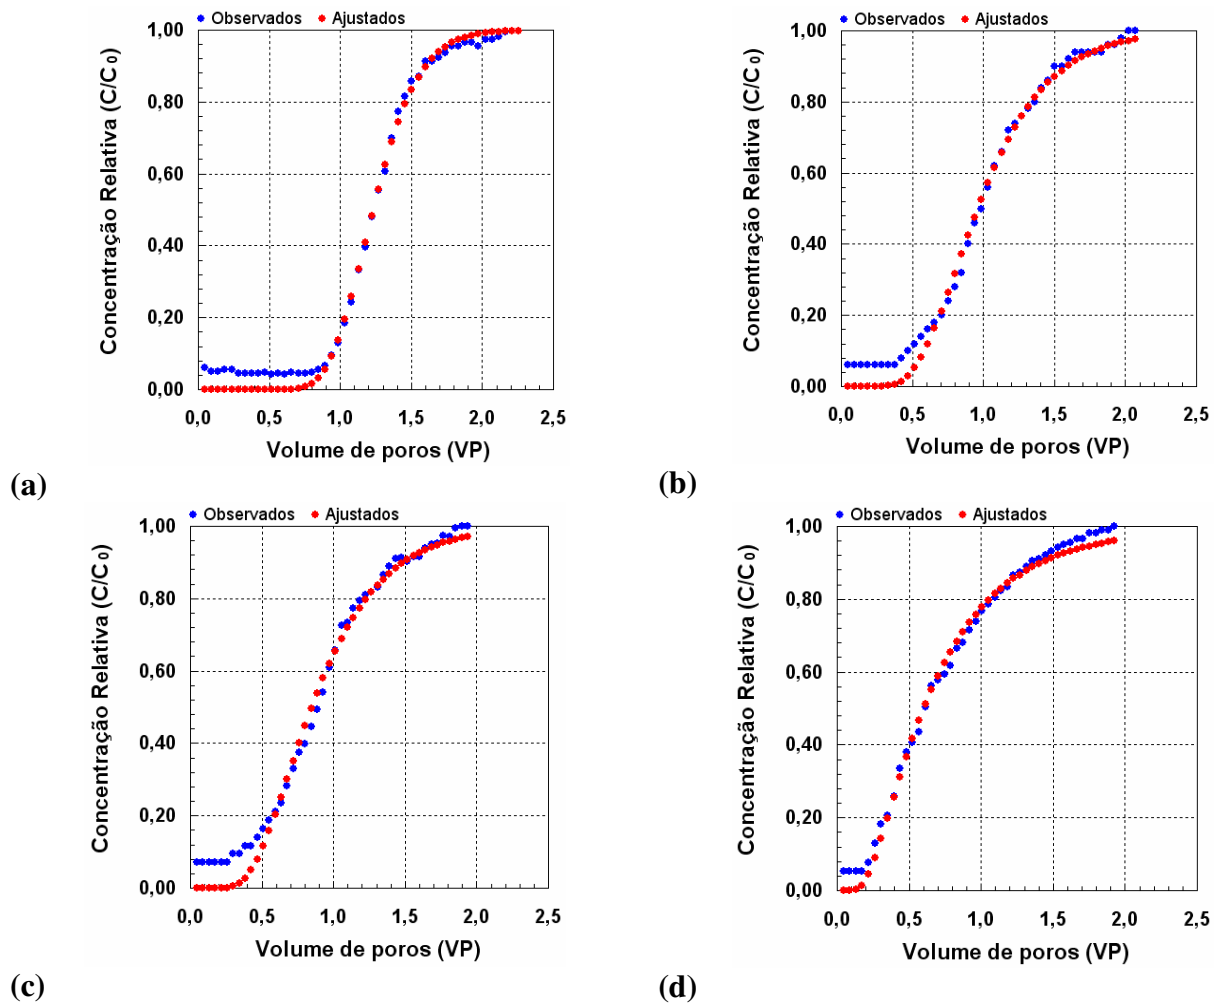 Observados Ajustados
Concentração Relativa (C/C0)
1,00
0,80
0,60
0,40
0,20
0,00
0,0 0,5 1,0 1,5 2,0 2,5
Volume de poros (VP)
(a)
Observados Ajustados
Concentração Relativa (C/C0)
1,00
0,80
0,60
0,40
0,20
0,00
0,0 0,5 1,0 1,5 2,0 2,5
Volume de poros (VP)
(b)
Observados Ajustados
Concentração Relativa (C/C0)
1,00
0,80
0,60
0,40
0,20
0,00
0,0 0,5 1,0 1,5 2,0 2,5
Volume de poros (VP)
(c)
Observados Ajustados
Concentração Relativa (C/C0)
1,00
0,80
0,60
0,40
0,20
0,00
0,0 0,5 1,0 1,5 2,0 2,5
Volume de poros (VP)
(d)